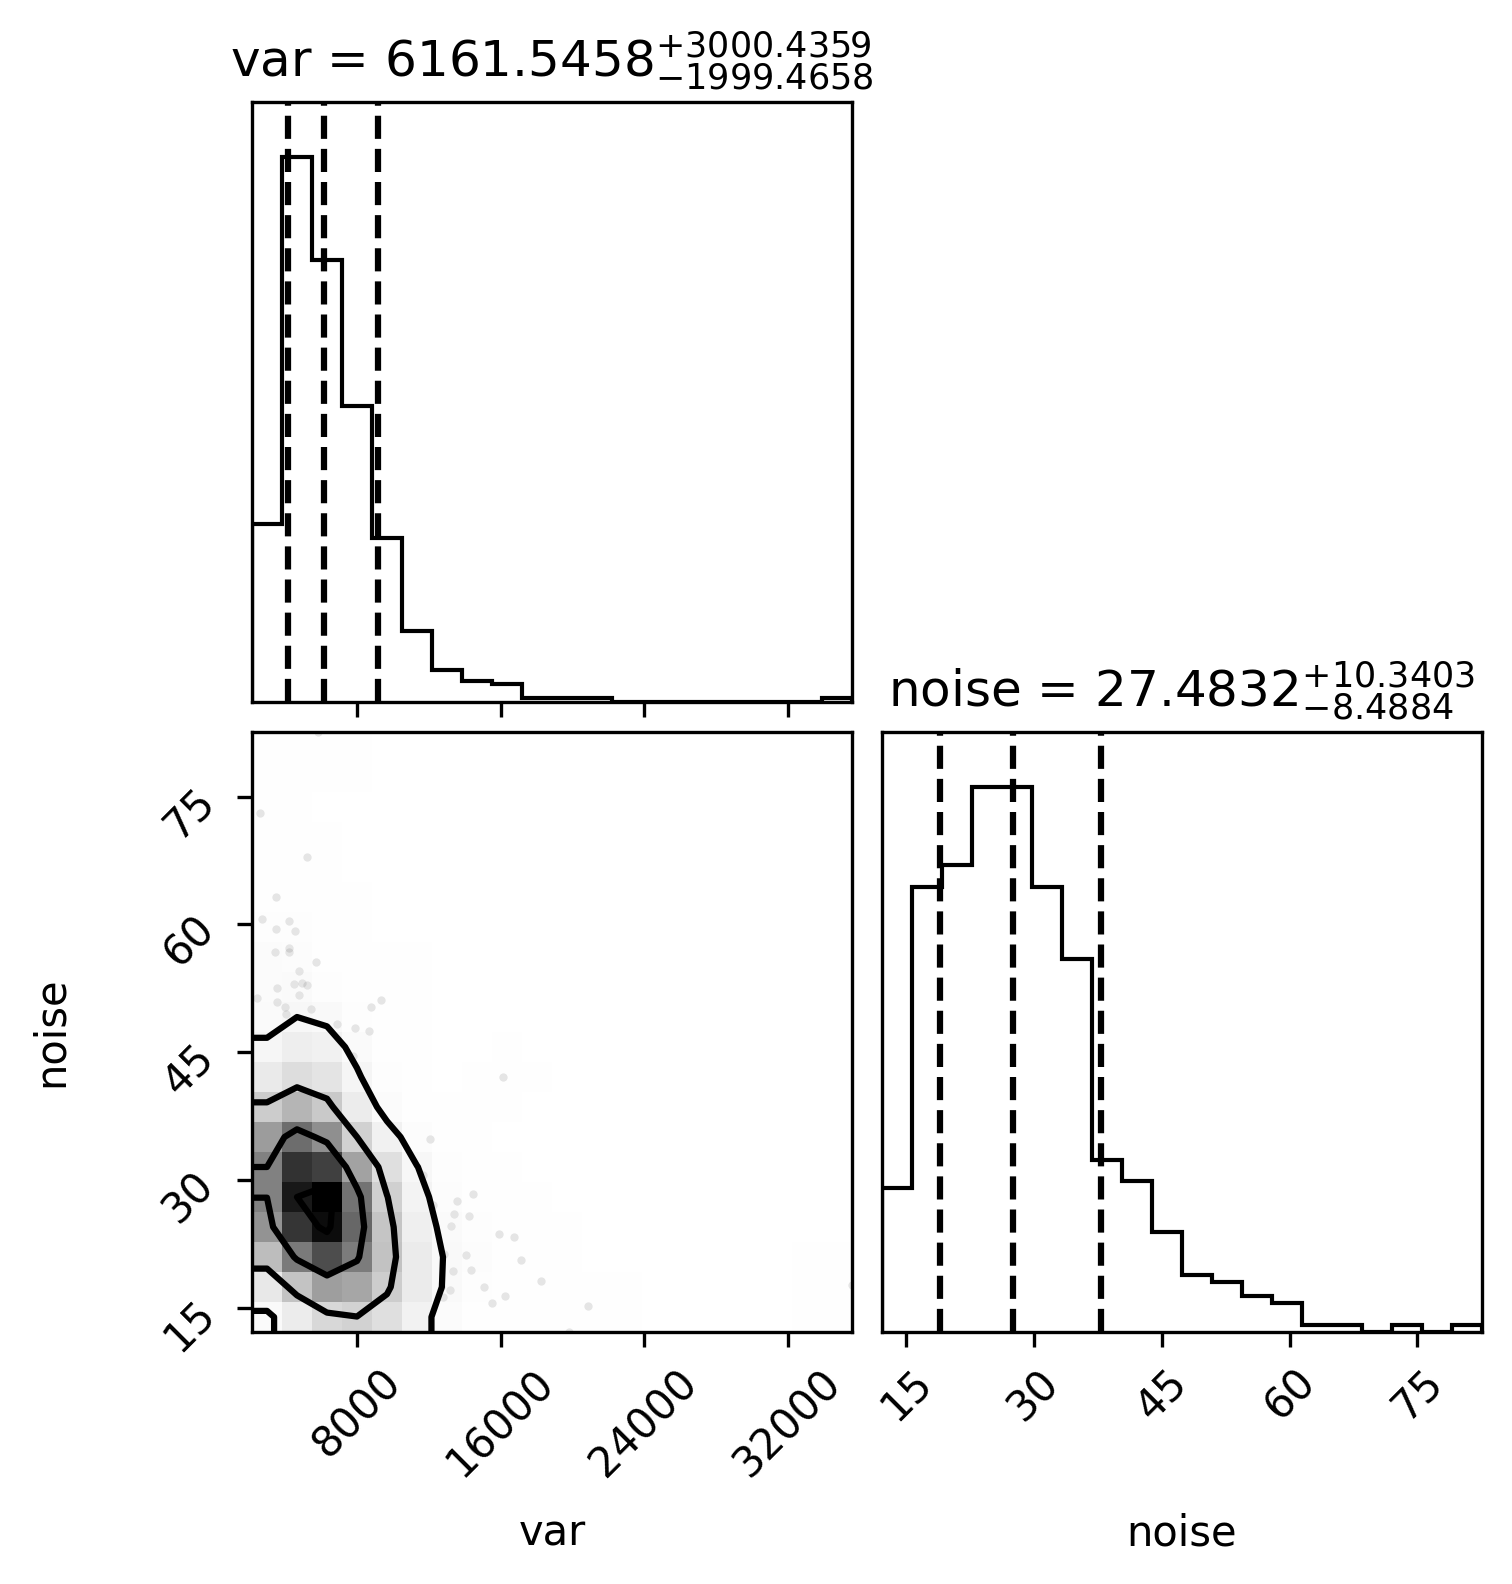 var = 6161.5458+3000.4359−1999.4658
noise = 27.4832+10.3403−8.4884
75
60
45
30
15
noise
8000 16000 24000 32000
var
15 30 45 60 75
noise